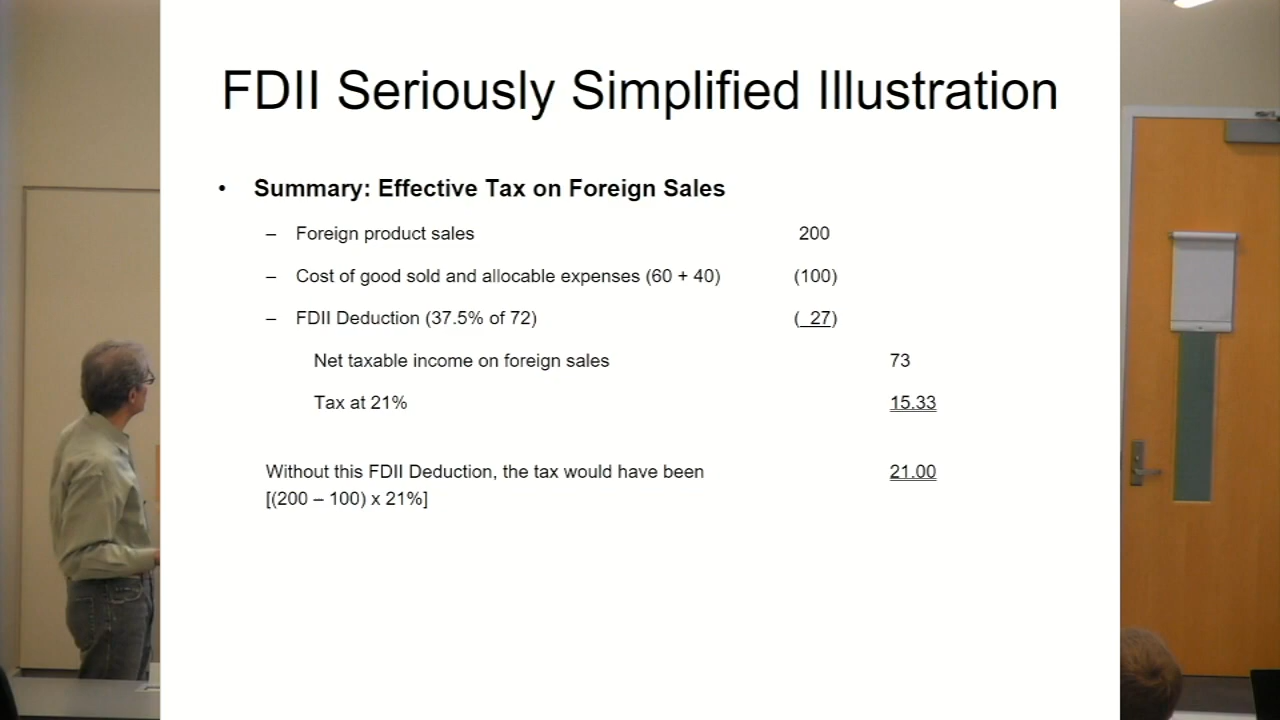 FDII Seriously Simplified Illustration
• Summary: Effective Tax on Foreign Sales
– Foreign product sales 200
– Cost of good sold and allocable expenses (60 + 40) (100)
– FDII Deduction (37.5% of 72) ( 27)
Net taxable income on foreign sales 73
Tax at 21% 15.33
Without this FDII Deduction, the tax would have been 21.00
[(200 – 100) x 21%]